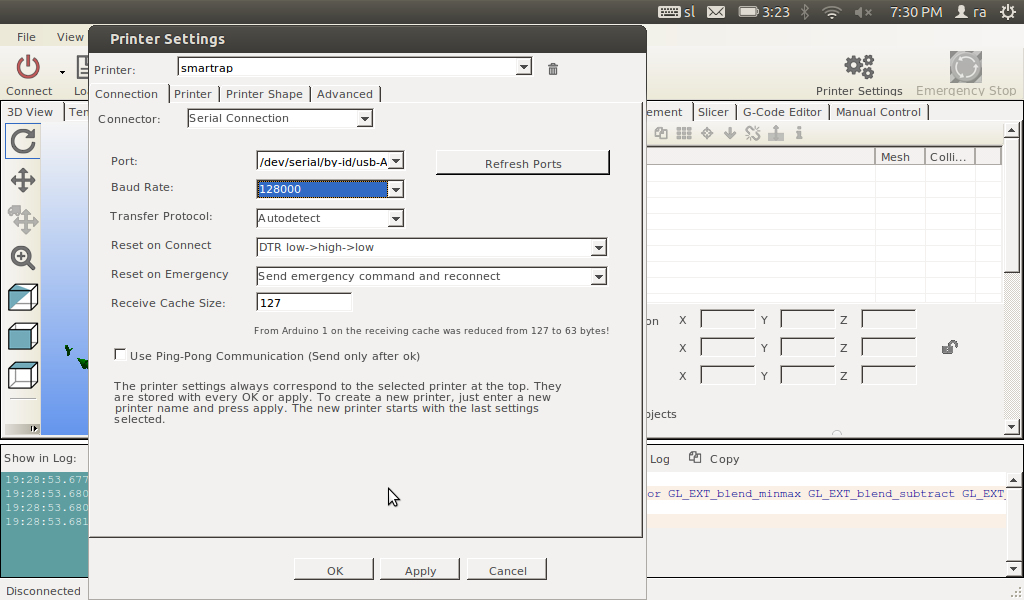 sl 3:23 7:30 PM ra
File View
Printer Settings
Connect
Printer: smartrap
Printer Settings Emergency Stop
Connection Printer Printer Shape Advanced
3D View
Slicer G-Code Editor Manual Control
Connector: Serial Connection
Mesh Colli...
Port: /dev/serial/by-id/usb-A Refresh Ports
Baud Rate: 128000
Transfer Protocol: Autodetect
Reset on Connect DTR low->high->low
Reset on Emergency Send emergency command and reconnect
Receive Cache Size: 127
From Arduino 1 on the receiving cache was reduced from 127 to 63 bytes!
Use Ping-Pong Communication (Send only after ok)
X Y Z
X Y Z
X Y Z
The printer settings always correspond to the selected printer at the top. They
are stored with every OK or apply. To create a new printer, just enter a new
printer name and press apply. The new printer starts with the last settings
selected.
Show in Log:
Log Copy
19:28:53.677
19:28:53.680 or GL_EXT_blend_minmax GL_EXT_blend_subtract GL_EXT_
19:28:53.680
19:28:53.681
OK Apply Cancel
Disconnected